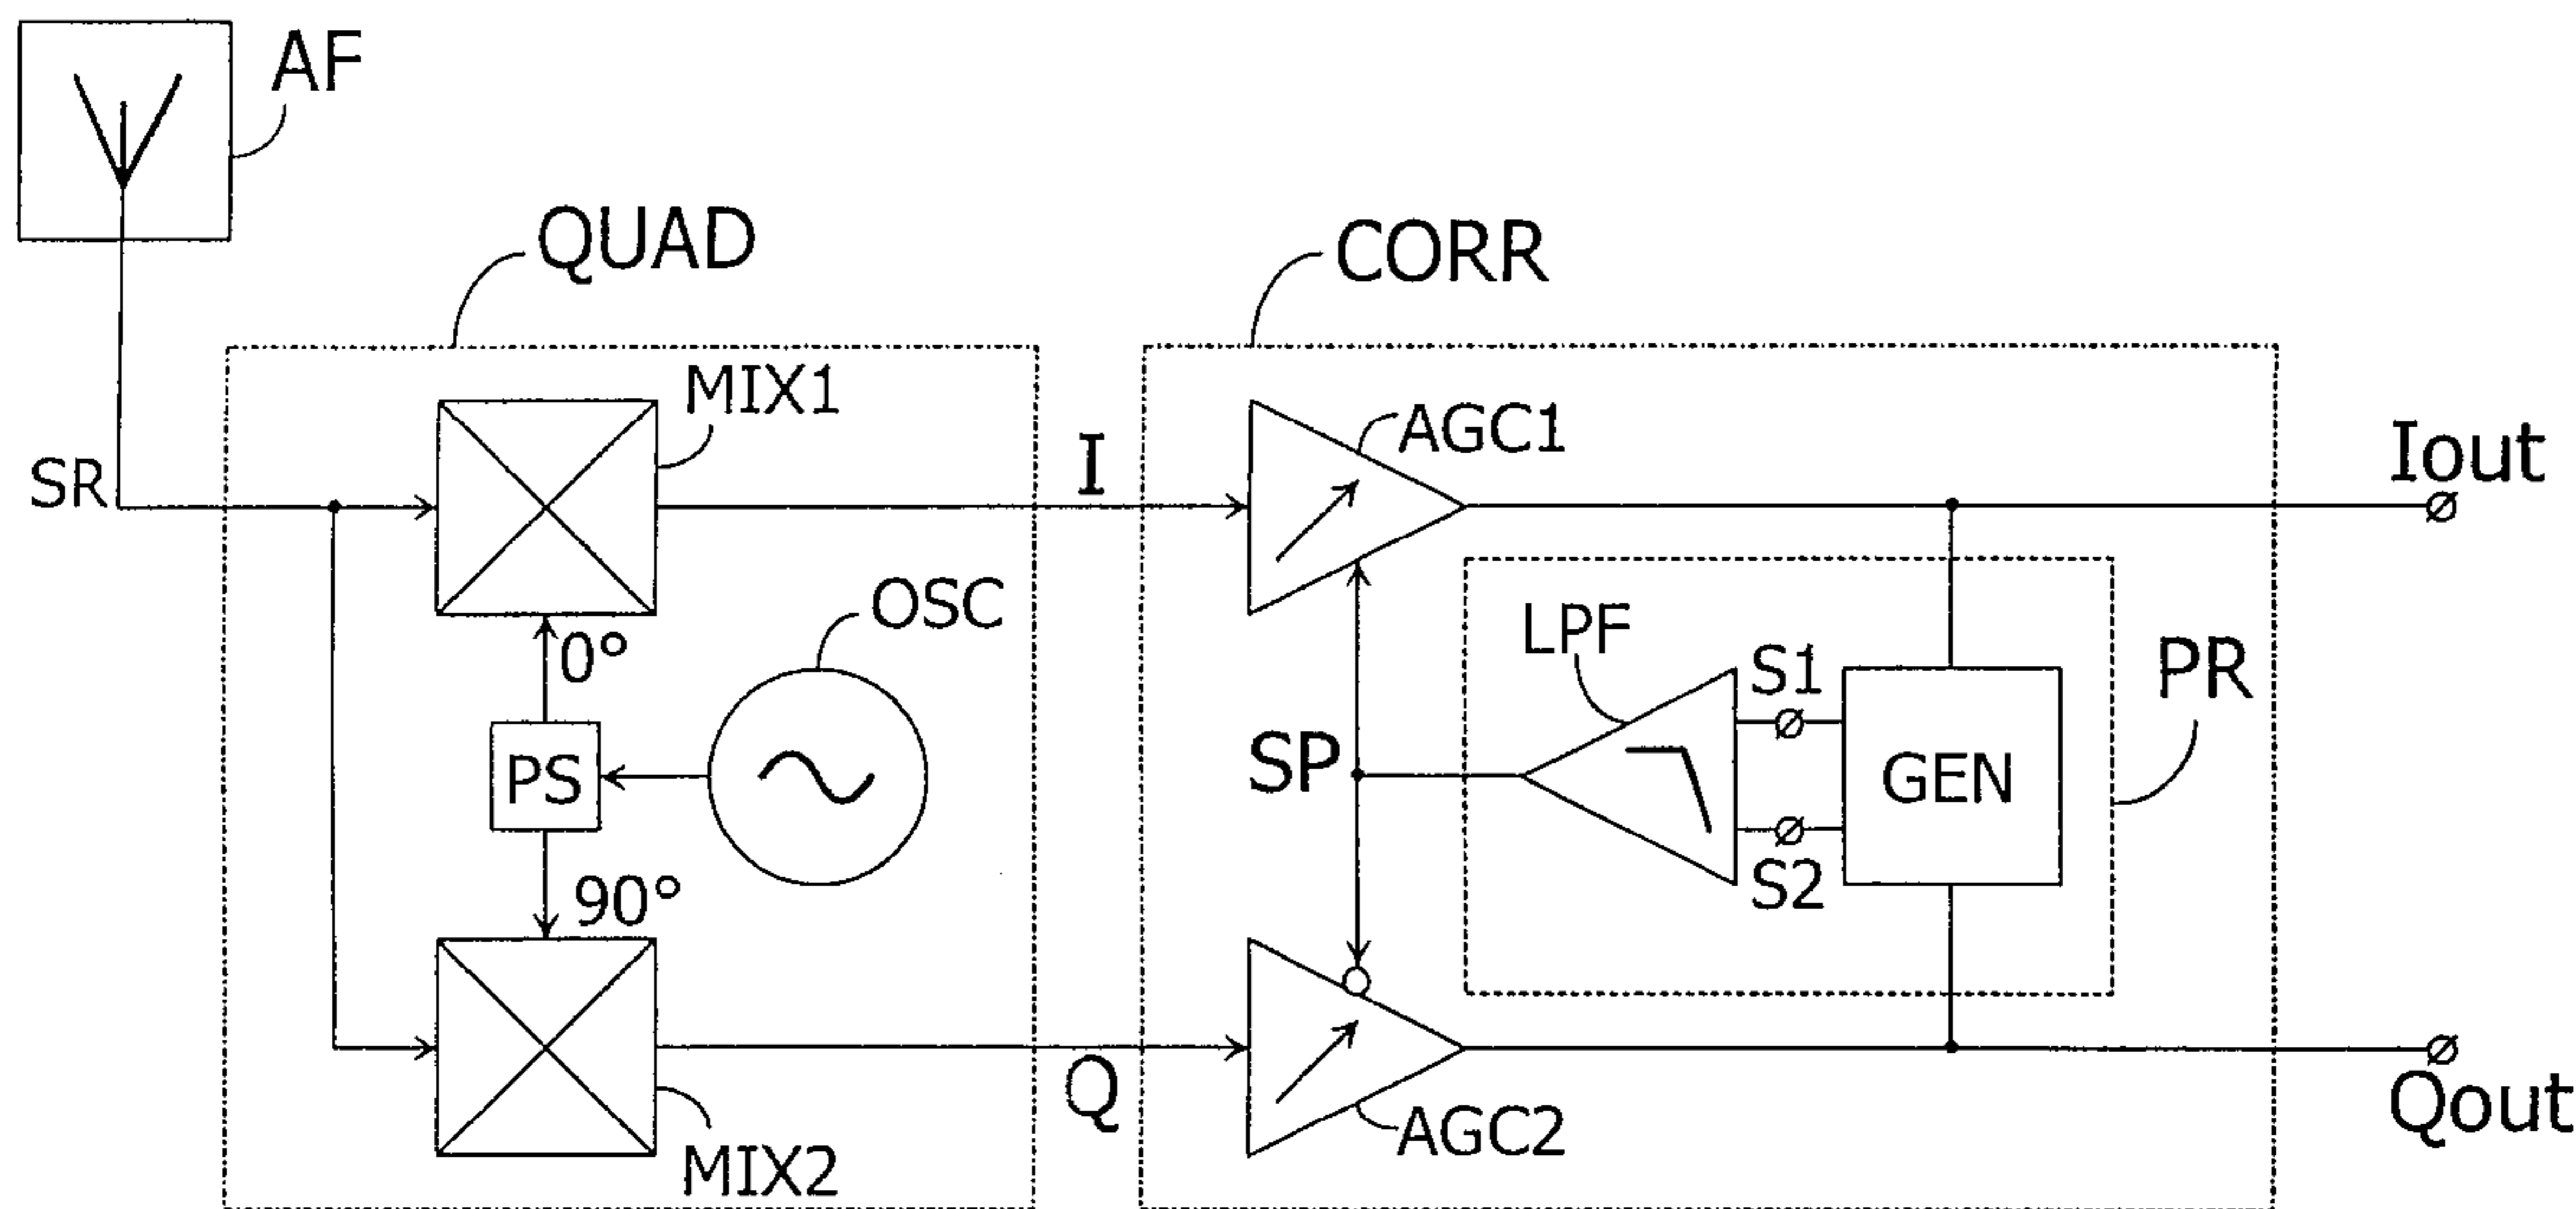 AF
QUAD
CORR
MIX1
AGC1
I
Iout
SR
OSC
LPF
0°
S1
PR
SP
PS
GEN
90°
S2
Q
Qout
AGC2
MIX2